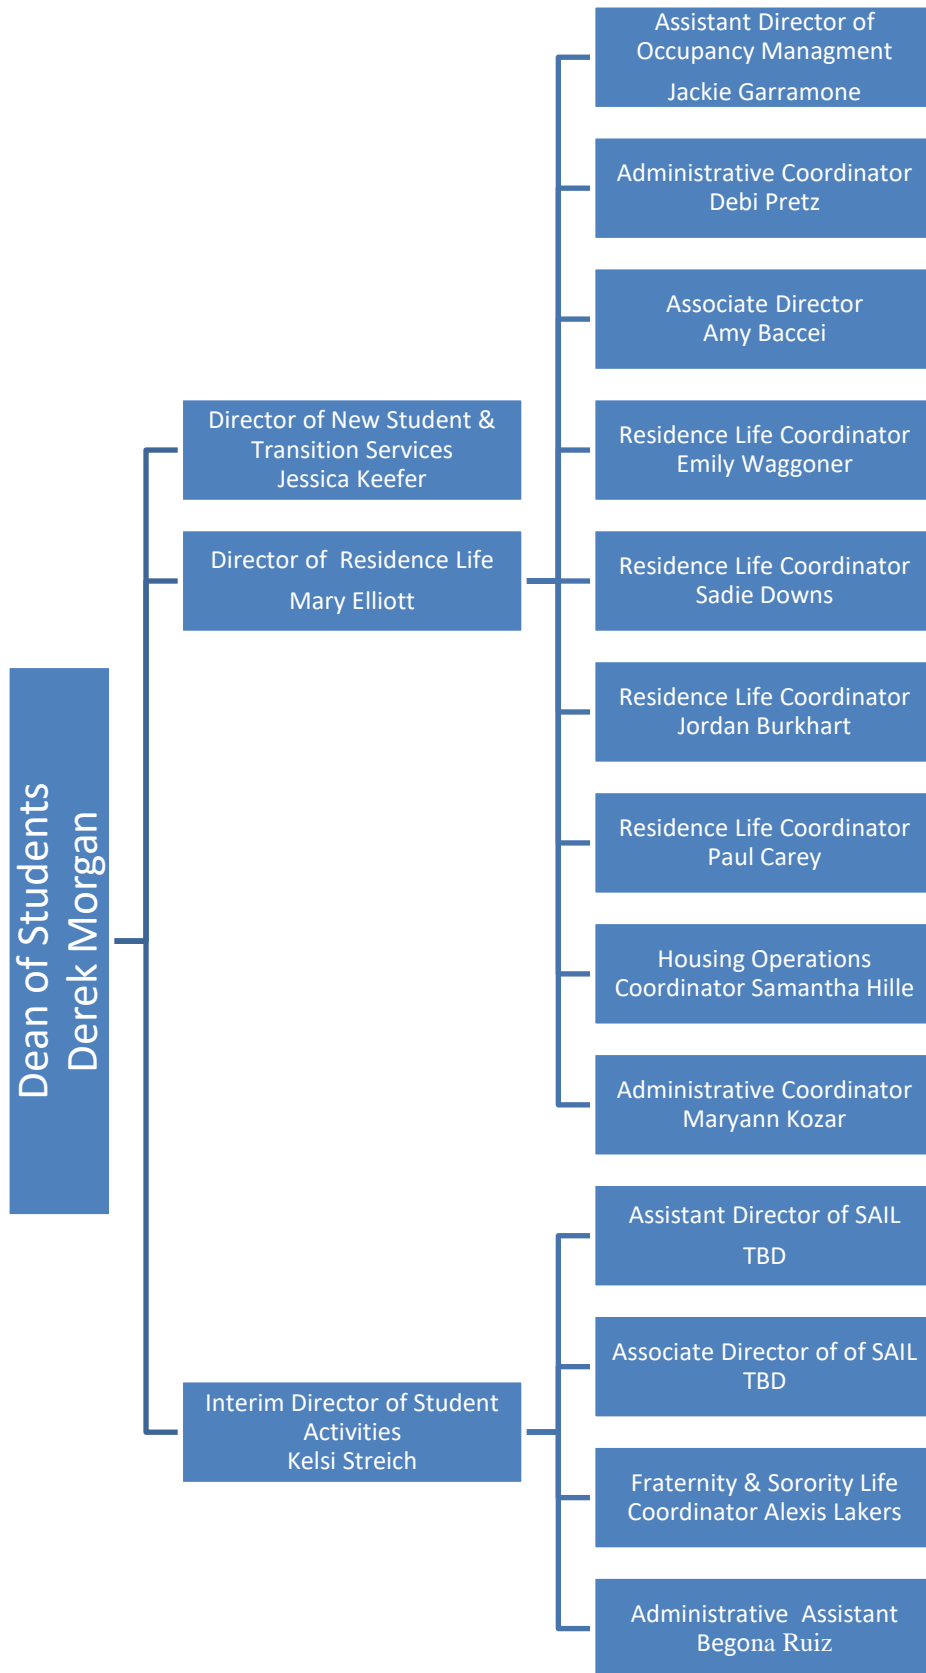 Dean of Students
Derek Morgan
Director of New Student &
Transition Services
Jessica Keefer
Director of  Residence Life
Mary Elliott
Assistant Director of
Occupancy Managment
Jackie Garramone
Administrative Coordinator
Debi Pretz
Associate Director
Amy Baccei
Residence Life Coordinator
Emily Waggoner
Residence Life Coordinator
Sadie Downs
Residence Life Coordinator
Jordan Burkhart
Residence Life Coordinator
Paul Carey
Housing Operations
Coordinator Samantha Hille
Administrative Coordinator
Maryann Kozar
Interim Director of Student
Activities
Kelsi Streich
Assistant Director of SAIL
TBD
Associate Director of of SAIL
TBD
Fraternity & Sorority Life
Coordinator Alexis Lakers
Administrative  Assistant
Begona Ruiz